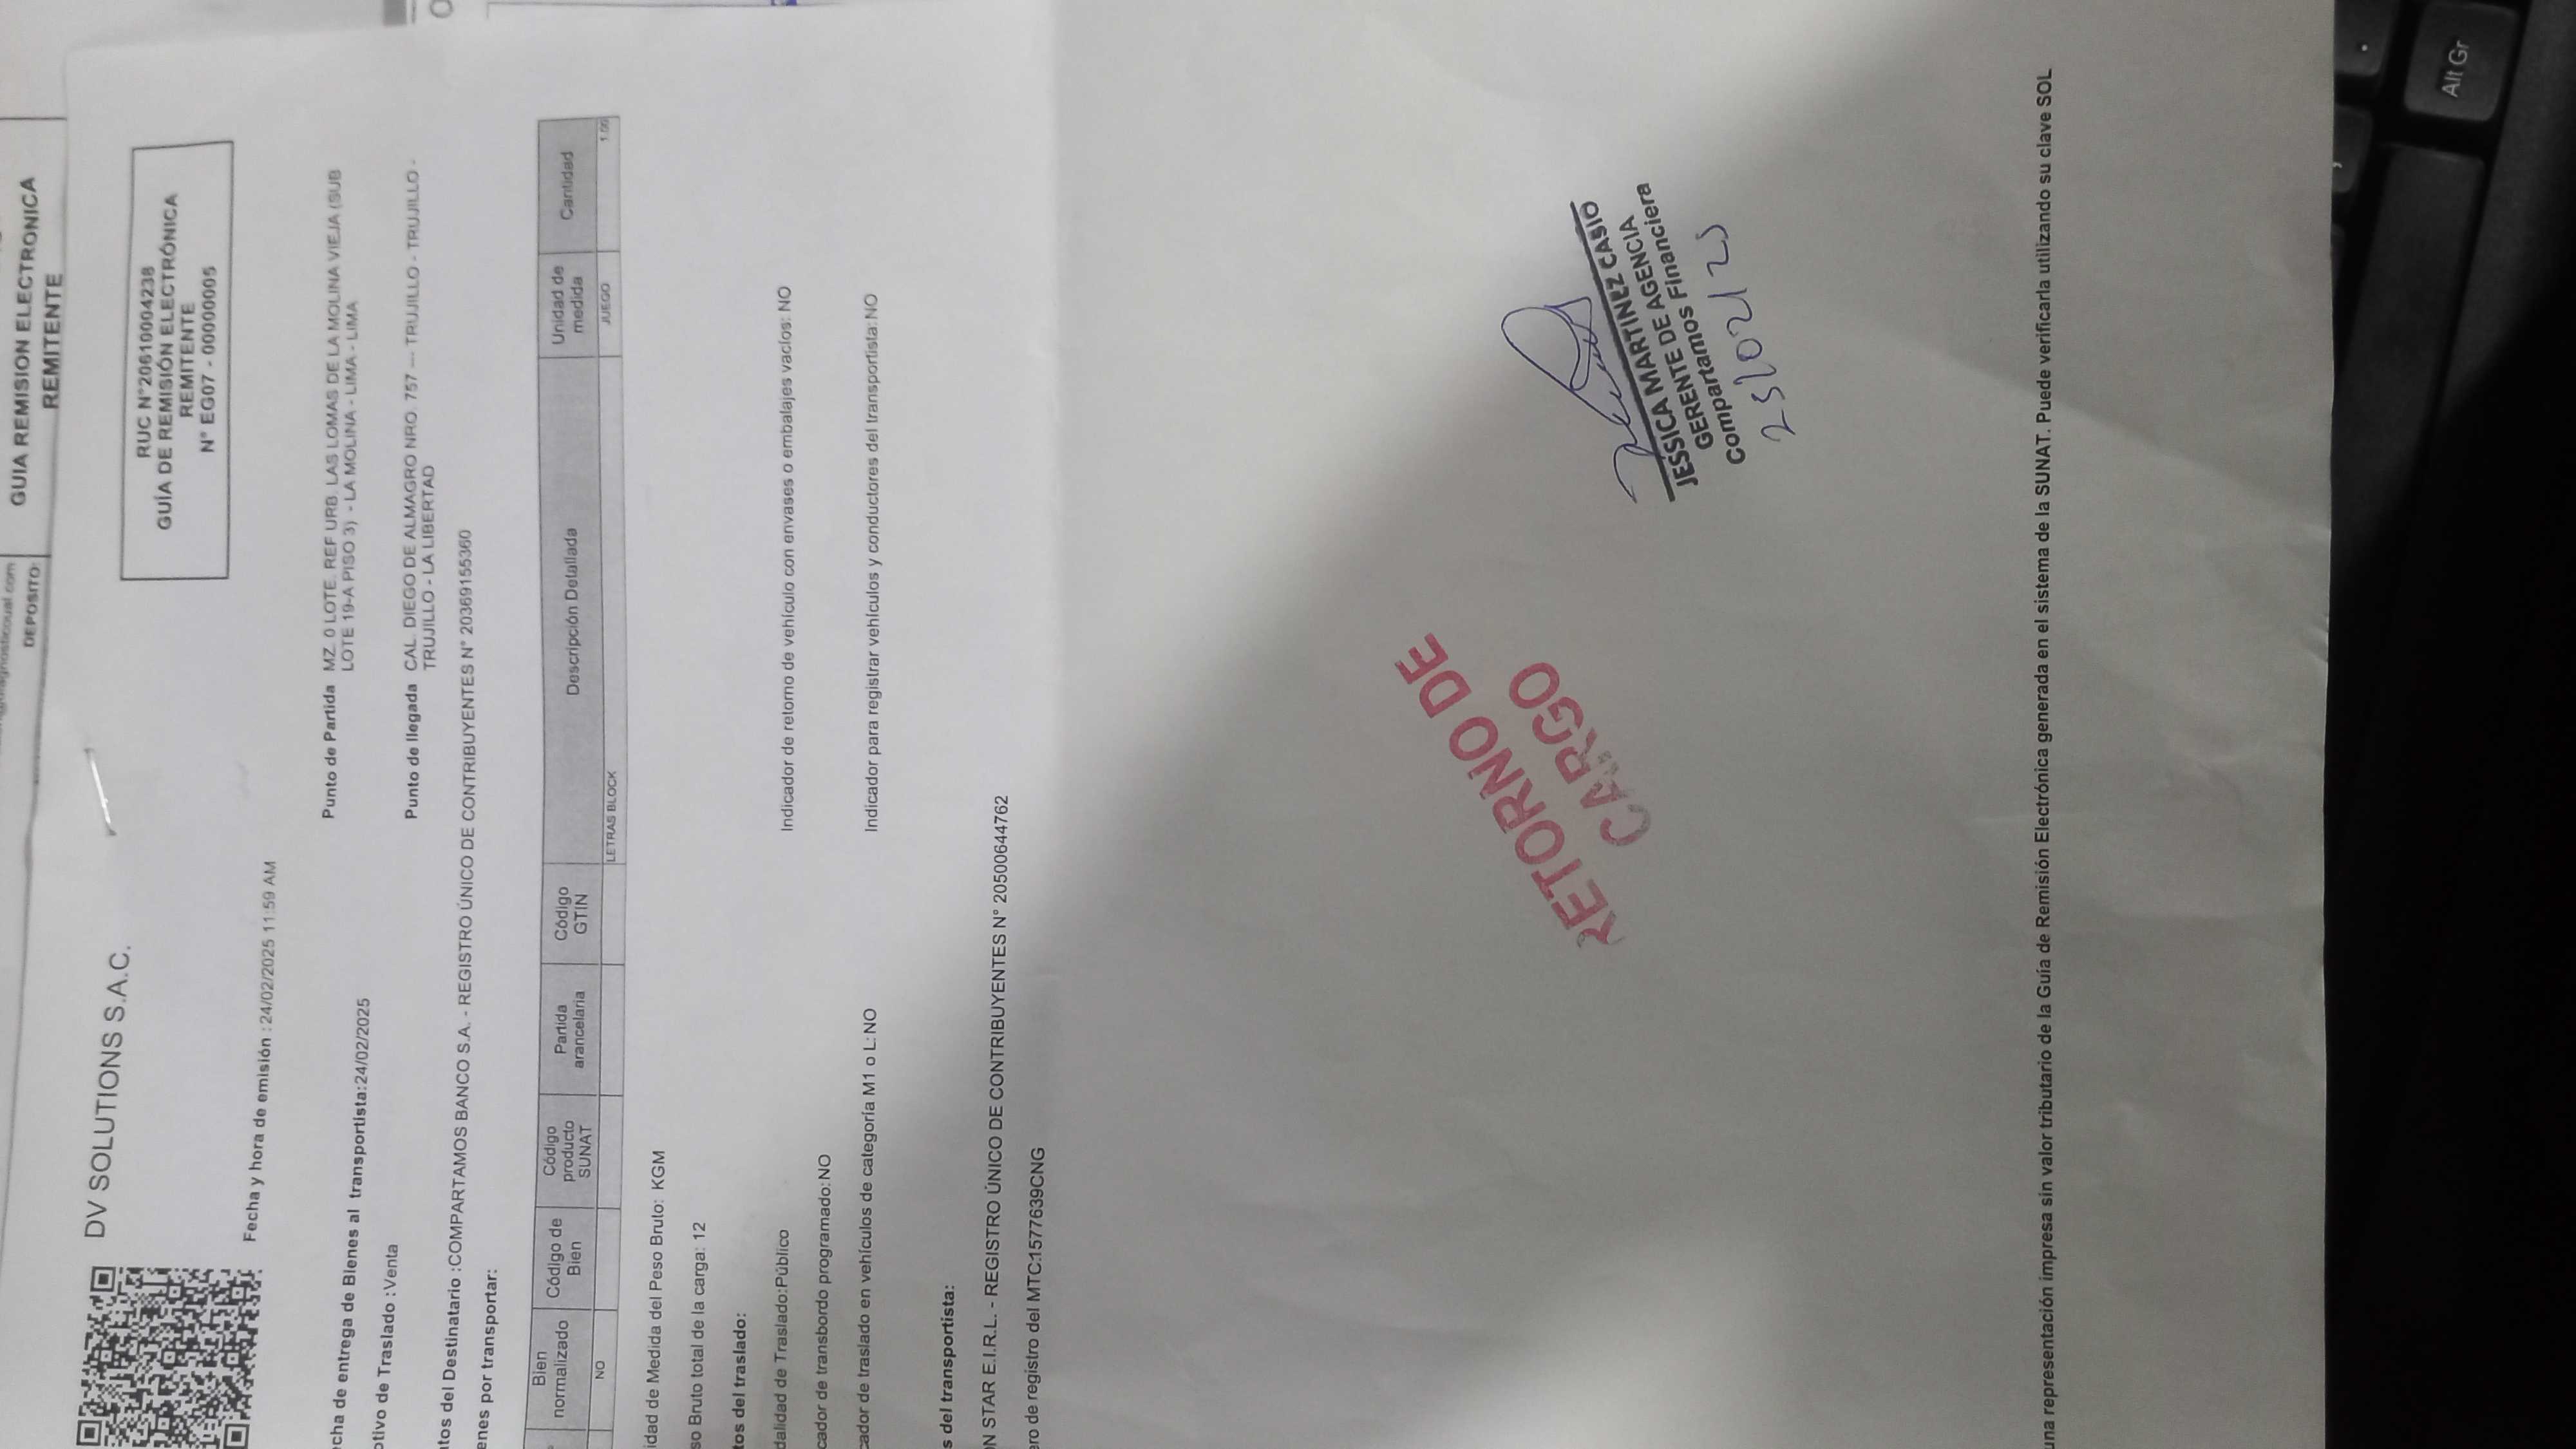 GUIA REMISION ELECTRONICA
REMITENTE
DEPOSITO:
DV SOLUTIONS S.A.C.
RUC N°20610004238
GUÍA DE REMISIÓN ELECTRÓNICA
REMITENTE
N° EG07 - 00000005
Fecha y hora de emisión : 24/02/2025 11:59 AM
cha de entrega de Bienes al transportista:24/02/2025
otivo de Traslado :Venta
Punto de Partida MZ. 0 LOTE. REF URB. LAS LOMAS DE LA MOLINA VIEJA (SUB
LOTE 19-A PISO 3) - LA MOLINA - LIMA - LIMA
Punto de llegada CAL. DIEGO DE ALMAGRO NRO. 757 --- TRUJILLO - TRUJILLO -
TRUJILLO - LA LIBERTAD
tos del Destinatario :COMPARTAMOS BANCO S.A. - REGISTRO ÚNICO DE CONTRIBUYENTES N° 20369155360
enes por transportar:
Bien normalizado Código de Bien Código producto SUNAT Partida arancelaria Código GTIN Descripción Detallada Unidad de medida Cantidad
NO LETRAS BLOCK JUEGO 1.00
idad de Medida del Peso Bruto: KGM
so Bruto total de la carga: 12
tos del traslado:
dalidad de Traslado:Público
Indicador de retorno de vehículo con envases o embalajes vacíos: NO
cador de transbordo programado:NO
cador de traslado en vehículos de categoría M1 o L:NO
Indicador para registrar vehículos y conductores del transportista:NO
s del transportista:
N STAR E.I.R.L. - REGISTRO ÚNICO DE CONTRIBUYENTES N° 20500644762
ero de registro del MTC:1577639CNG
RETORNO DE
CARGO
JESSICA MARTINEZ CASIO
GERENTE DE AGENCIA
Compartamos Financiera
una representación impresa sin valor tributario de la Guía de Remisión Electrónica generada en el sistema de la SUNAT. Puede verificarla utilizando su clave SOL
Alt Gr